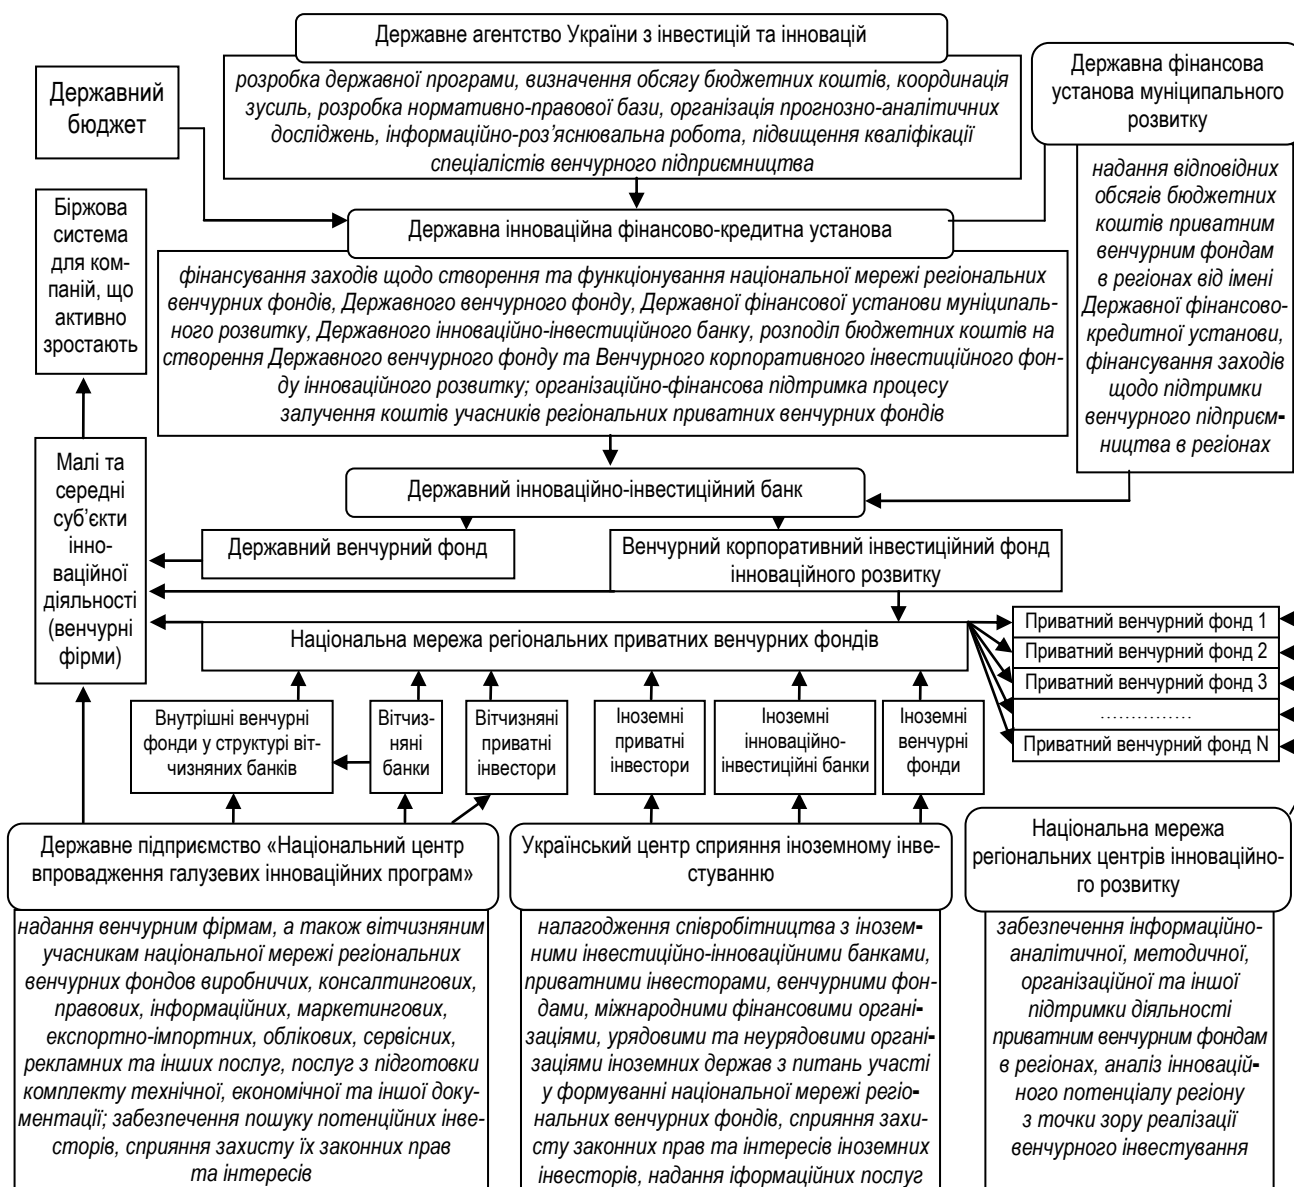 Державне агентство України з інвестицій та інновацій
розробка державної програми, визначення обсягу бюджетних коштів, координація
зусиль, розробка нормативно-правової бази, організація прогнозно-аналітичних
досліджень, інформаційно-роз’яснювальна робота, підвищення кваліфікації
спеціалістів венчурного підприємництва
Державний
бюджет
Державна фінансова
установа муніципального
розвитку
надання відповідних
обсягів бюджетних
коштів приватним
венчурним фондам
в регіонах від імені
Державної фінансово-
кредитної установи,
фінансування заходів
щодо підтримки
венчурного підприєм-
ництва в регіонах
Біржова
система
для ком-
паній, що
активно
зростають
Державна інноваційна фінансово-кредитна установа
фінансування заходів щодо створення та функціонування національної мережі регіональних
венчурних фондів, Державного венчурного фонду, Державної фінансової установи муніципаль-
ного розвитку, Державного інноваційно-інвестиційного банку, розподіл бюджетних коштів на
створення Державного венчурного фонду та Венчурного корпоративного інвестиційного фон-
ду інноваційного розвитку; організаційно-фінансова підтримка процесу
залучення коштів учасників регіональних приватних венчурних фондів
Малі та
середні
суб’єкти
інно-
ваційної
діяльності
(венчурні
фірми)
Державний інноваційно-інвестиційний банк
Державний венчурний фонд
Венчурний корпоративний інвестиційний фонд
інноваційного розвитку
Національна мережа регіональних приватних венчурних фондів
Приватний венчурний фонд 1
Приватний венчурний фонд 2
Приватний венчурний фонд 3
……………
Приватний венчурний фонд N
Внутрішні венчурні
фонди у структурі віт-
чизняних банків
Вітчиз-
няні
банки
Вітчизняні
приватні
інвестори
Іноземні
приватні
інвестори
Іноземні
інноваційно-
інвестиційні банки
Іноземні
венчурні
фонди
Державне підприємство «Національний центр
впровадження галузевих інноваційних програм»
надання венчурним фірмам, а також вітчизняним
учасникам національної мережі регіональних
венчурних фондов виробничих, консалтингових,
правових, інформаційних, маркетингових,
експортно-імпортних, облікових, сервісних,
рекламних та інших послуг, послуг з підготовки
комплекту технічної, економічної та іншої доку-
ментації; забезпечення пошуку потенційних інве-
сторів, сприяння захисту їх законних прав
та інтересів
Український центр сприяння іноземному інве-
стуванню
налагодження співробітництва з інозем-
ними інвестиційно-інноваційними банками,
приватними інвесторами, венчурними фон-
дами, міжнародними фінансовими органі-
заціями, урядовими та неурядовими органі-
заціями іноземних держав з питань участі
у формуванні національної мережі регіо-
нальних венчурних фондів, сприяння захи-
сту законних прав та інтересів іноземних
інвесторів, надання іформаційних послуг
Національна мережа
регіональних центрів інноваційно-
го розвитку
забезпечення інформаційно-
аналітичної, методичної,
організаційної та іншої
підтримки діяльності
приватним венчурним фондам
в регіонах, аналіз інновацій-
ного потенціалу регіону
з точки зору реалізації
венчурного інвестування